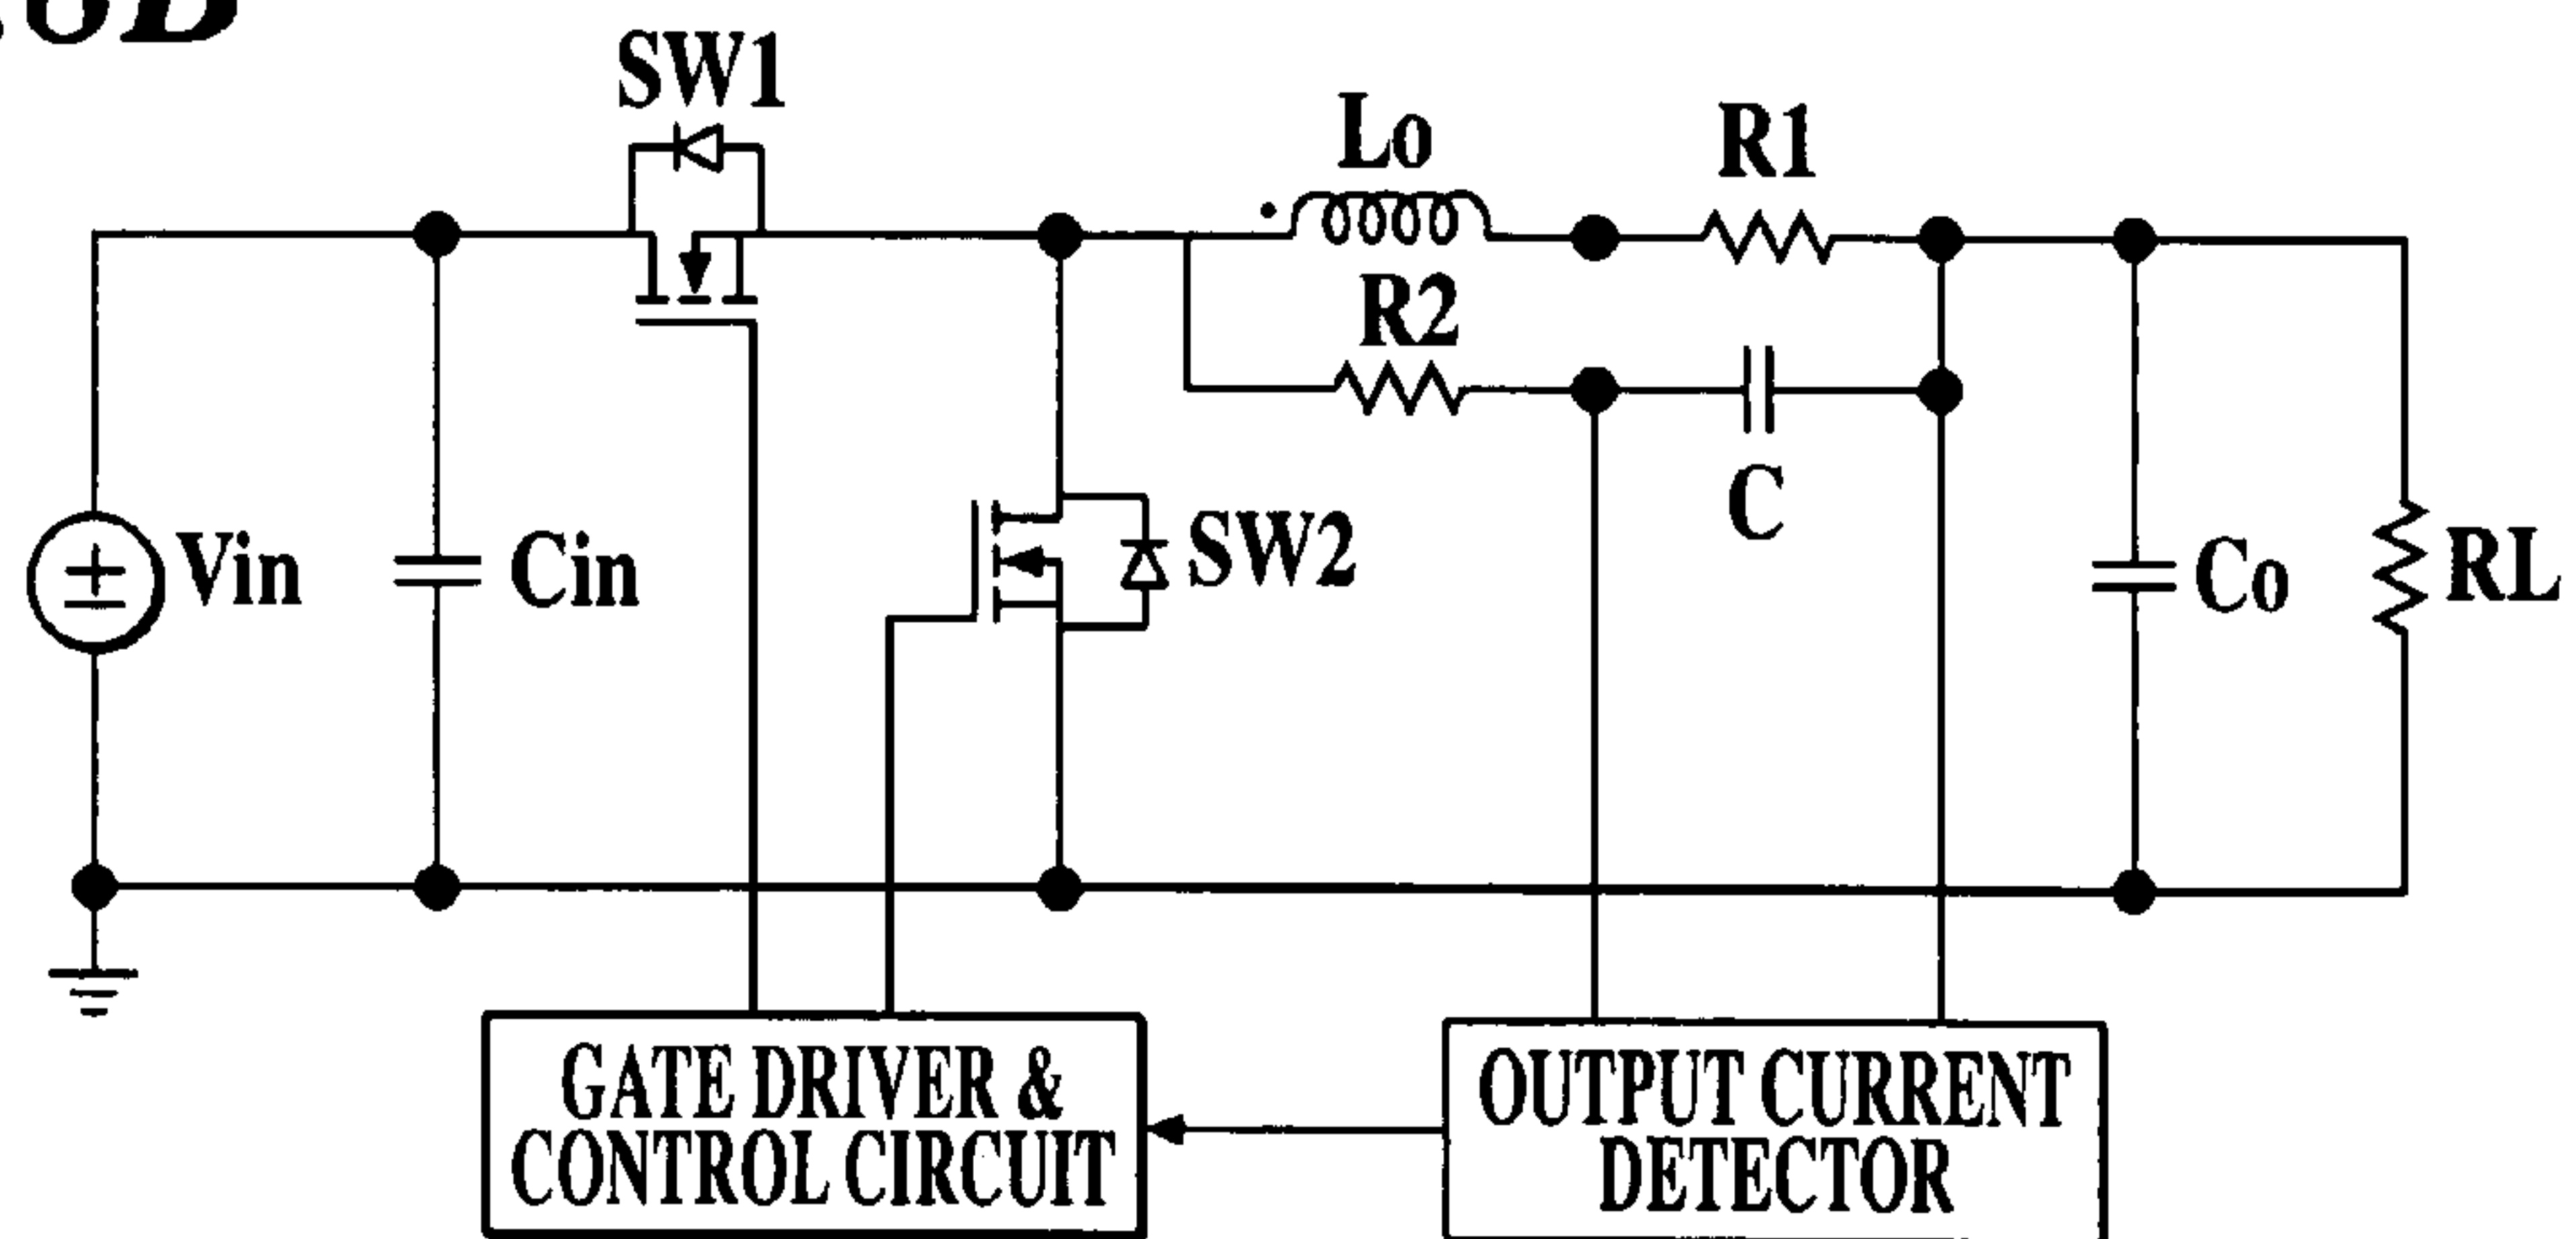 SW1
Lo
R1
R2
C
Vin
Cin
SW2
Co
RL
GATE DRIVER &
CONTROL CIRCUIT
OUTPUT CURRENT
DETECTOR